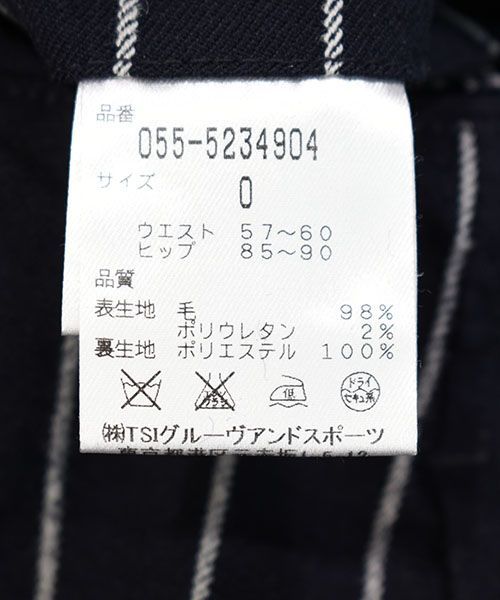 品番
055-5234904
サイズ
0
ウエスト 57～60
ヒップ 85～90
品質
表生地 毛 98%
ポリウレタン 2%
裏生地 ポリエステル 100%
低 ドライ セキユ系
㈱TSIグルーヴアンドスポーツ